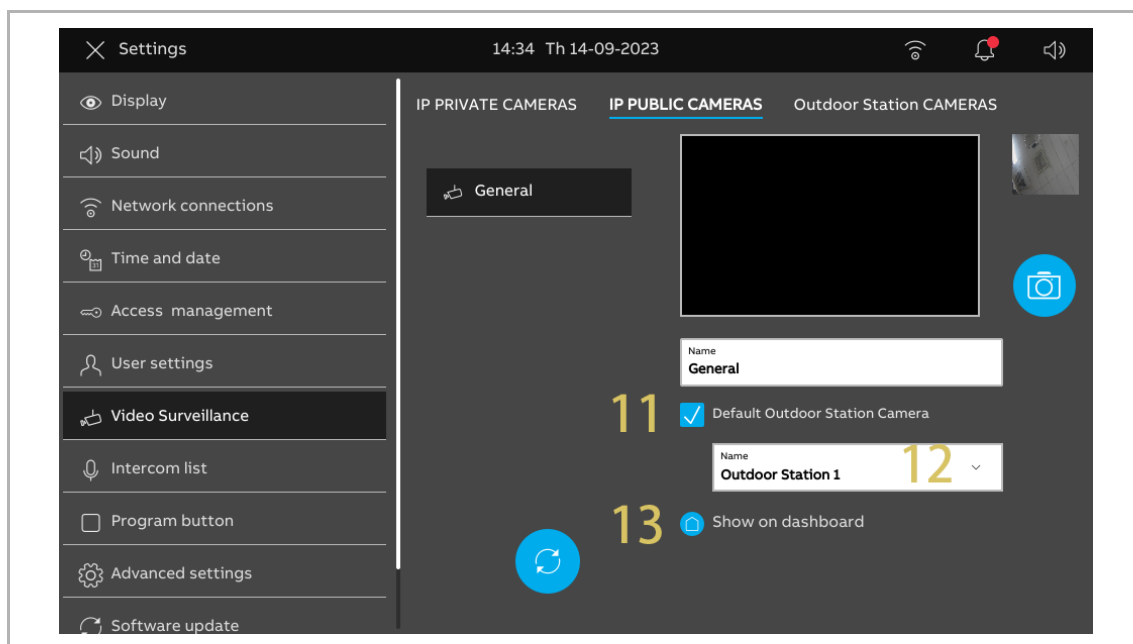 Settings
14:34 Th 14-09-2023
Display
Sound
Network connections
Time and date
31
Access management
User settings
Video Surveillance
Intercom list
Program button
Advanced settings
Software update
IP PRIVATE CAMERAS
IP PUBLIC CAMERAS
Outdoor Station CAMERAS
General
Name
General
11
Default Outdoor Station Camera
Name
Outdoor Station 1
12
13
Show on dashboard